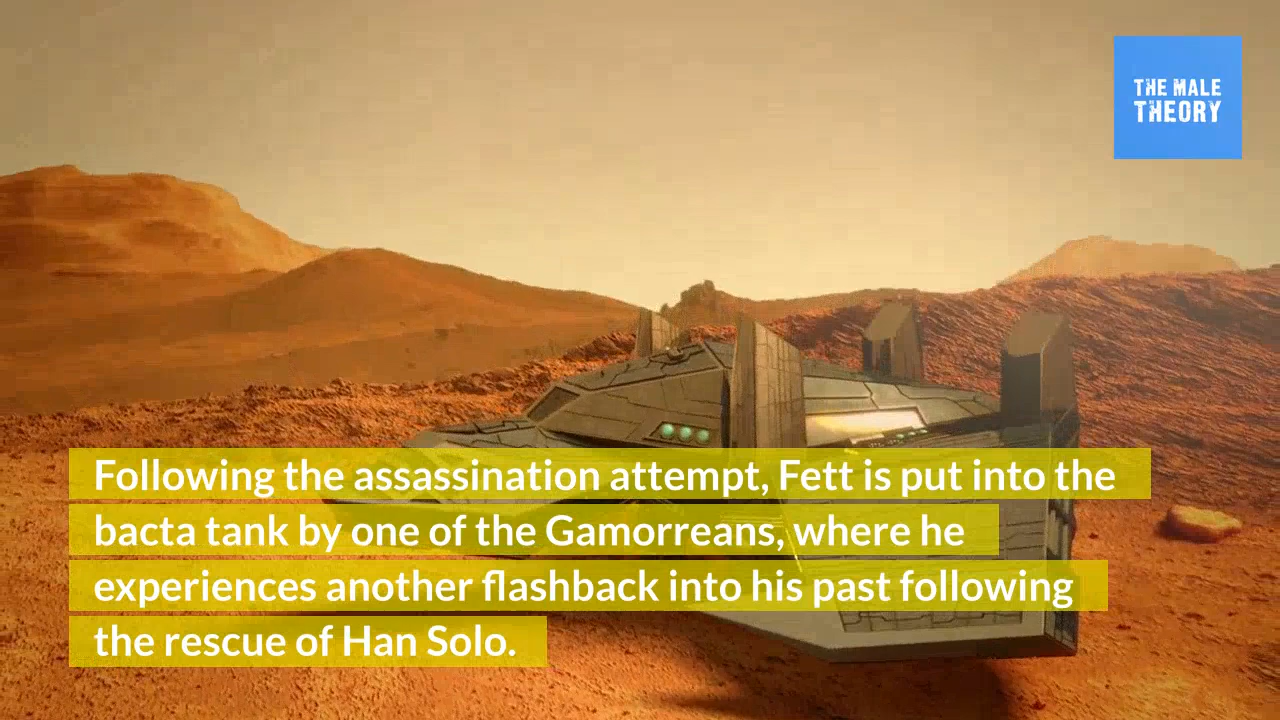 THE MALE
THEORY
Following the assassination attempt, Fett is put into the
bacta tank by one of the Gamorreans, where he
experiences another flashback into his past following
the rescue of Han Solo.